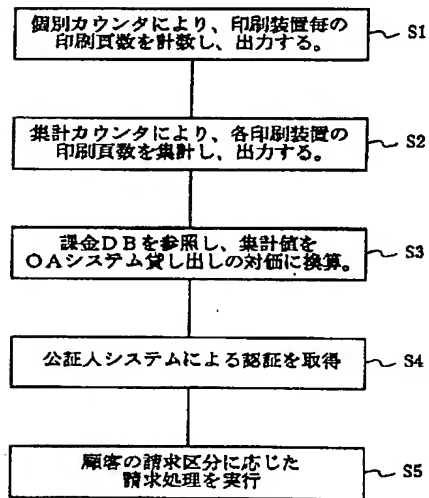 個別カウンタにより、印刷装置毎の
印刷頁数を計数し、出力する。
S1
集計カウンタにより、各印刷装置の
印刷頁数を集計し、出力する。
S2
課金DBを参照し、集計値を
OAシステム貸し出しの対価に換算。
S3
公証人システムによる認証を取得
S4
顧客の請求区分に応じた
請求処理を実行
S5